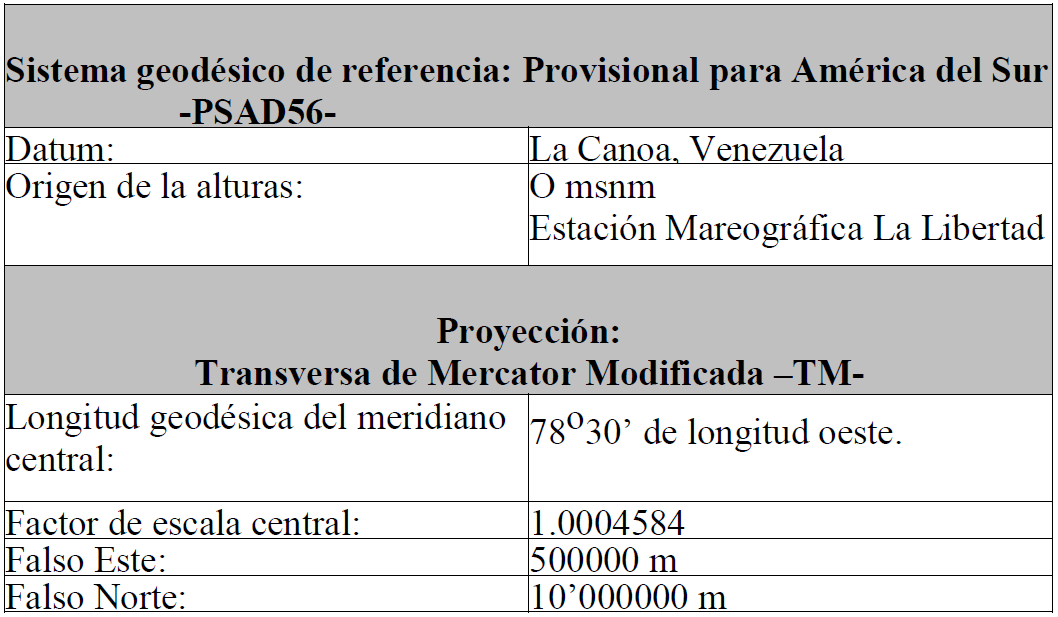 Sistema geodésico de referencia: Provisional para América del Sur
-PSAD56-
Datum:
La Canoa, Venezuela
Origen de la alturas:
O msnm
Estación Mareográfica La Libertad
Proyección:
Transversa de Mercator Modificada –TM-
Longitud geodésica del meridiano
central:
78º30’ de longitud oeste.
Factor de escala central:
1.0004584
Falso Este:
500000 m
Falso Norte:
10’000000 m